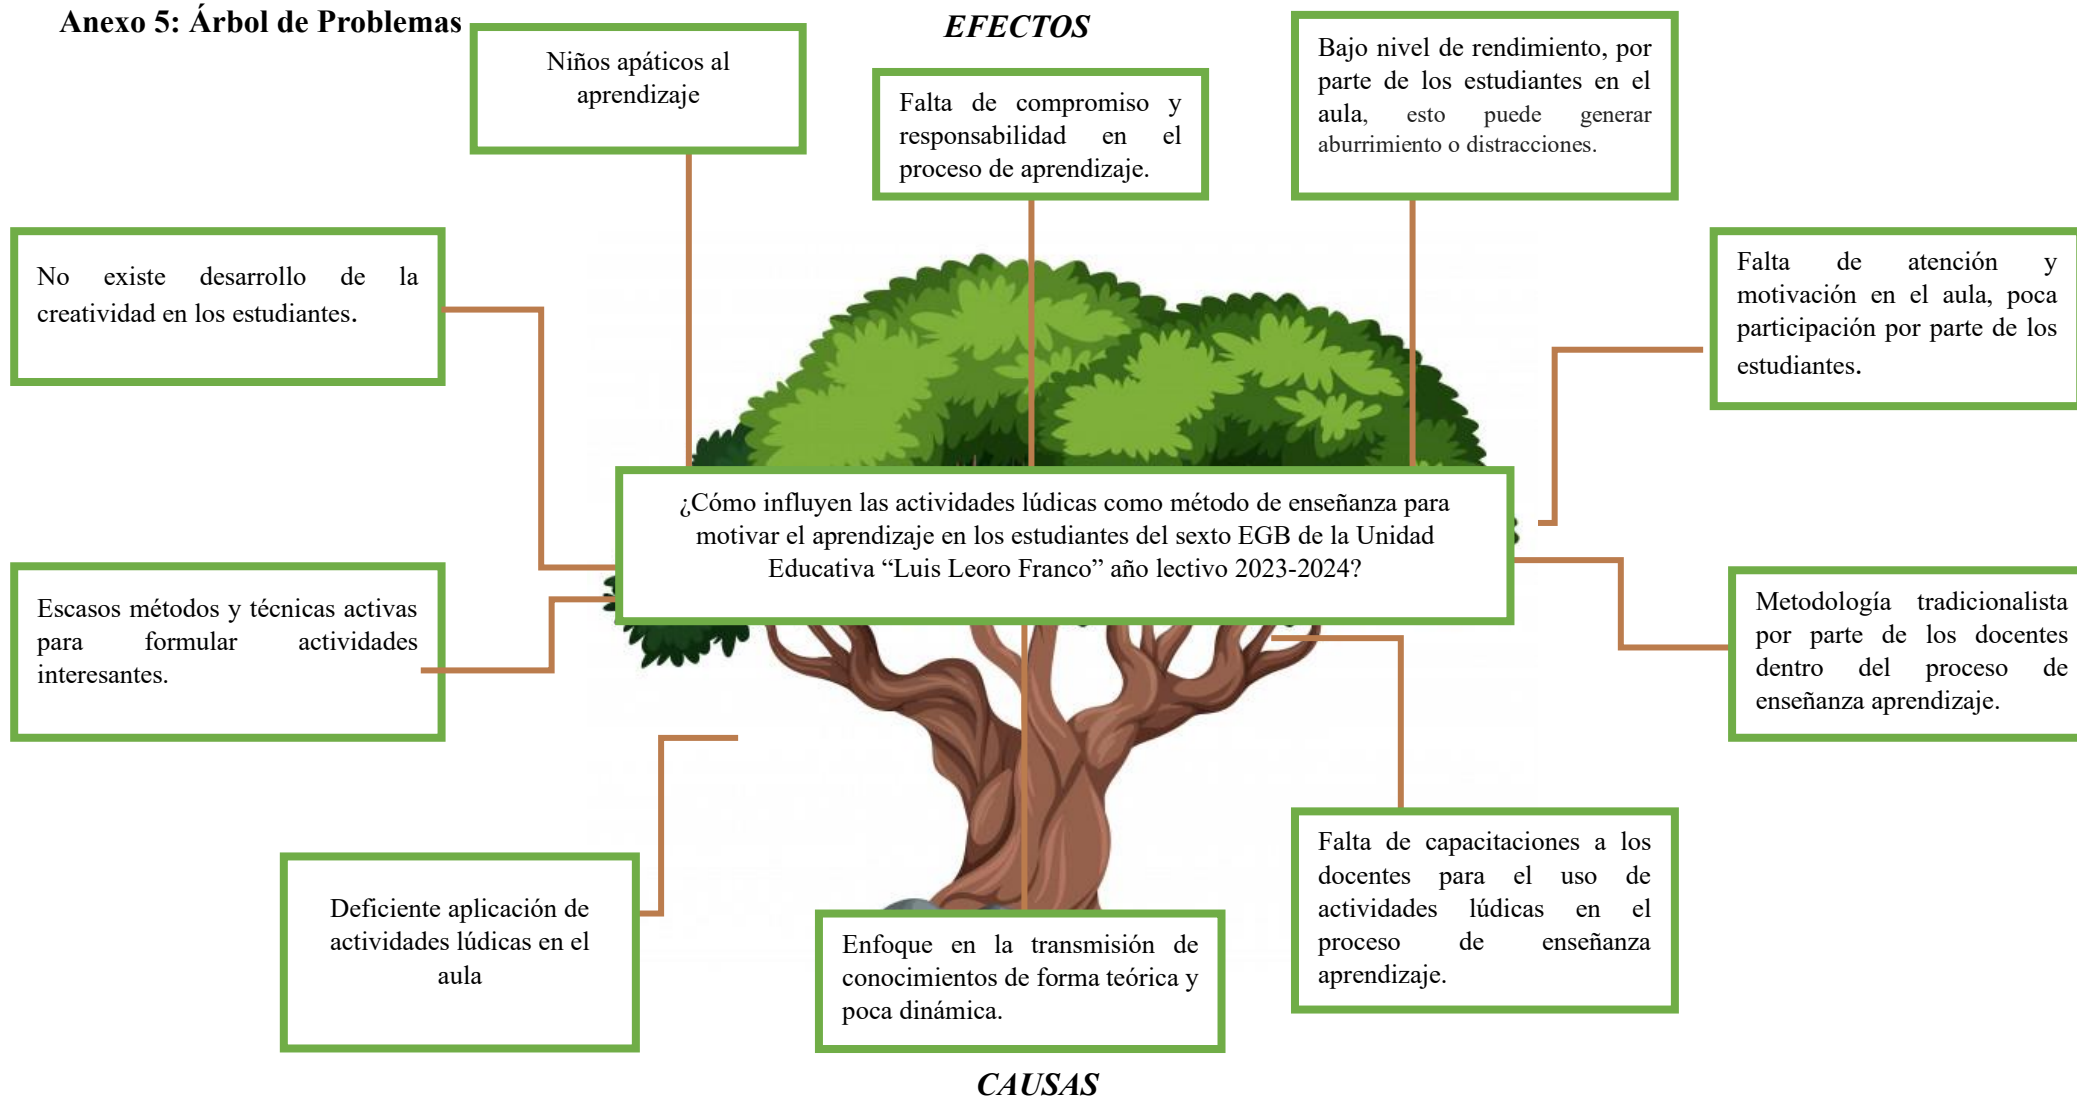 Anexo 5: Árbol de Problemas
EFECTOS
Niños apáticos al
aprendizaje
Falta de compromiso y
responsabilidad en el
proceso de aprendizaje.
Bajo nivel de rendimiento, por
parte de los estudiantes en el
aula, esto puede generar
aburrimiento o distracciones.
No existe desarrollo de la
creatividad en los estudiantes.
Falta de atención y
motivación en el aula, poca
participación por parte de los
estudiantes.
¿Cómo influyen las actividades lúdicas como método de enseñanza para
motivar el aprendizaje en los estudiantes del sexto EGB de la Unidad
Educativa “Luis Leoro Franco” año lectivo 2023-2024?
Escasos métodos y técnicas activas
para formular actividades
interesantes.
Metodología tradicionalista
por parte de los docentes
dentro del proceso de
enseñanza aprendizaje.
Deficiente aplicación de
actividades lúdicas en el
aula
Enfoque en la transmisión de
conocimientos de forma teórica y
poca dinámica.
Falta de capacitaciones a los
docentes para el uso de
actividades lúdicas en el
proceso de enseñanza
aprendizaje.
CAUSAS